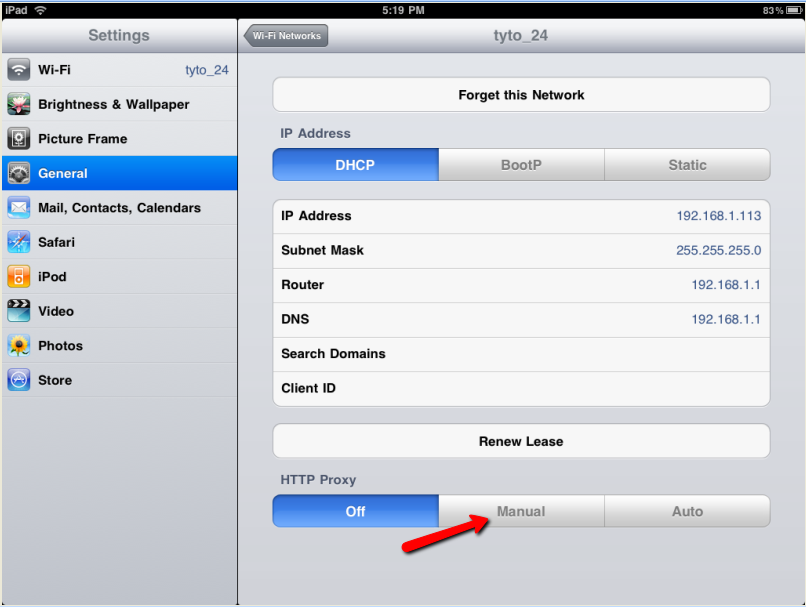 iPad 5:19 PM 83%
Settings
Wi-Fi tyto_24
Brightness & Wallpaper
Picture Frame
General
Mail, Contacts, Calendars
Safari
iPod
Video
Photos
Store
Wi-Fi Networks tyto_24
Forget this Network
IP Address
DHCP BootP Static
IP Address 192.168.1.113
Subnet Mask 255.255.255.0
Router 192.168.1.1
DNS 192.168.1.1
Search Domains
Client ID
Renew Lease
HTTP Proxy
Off Manual Auto